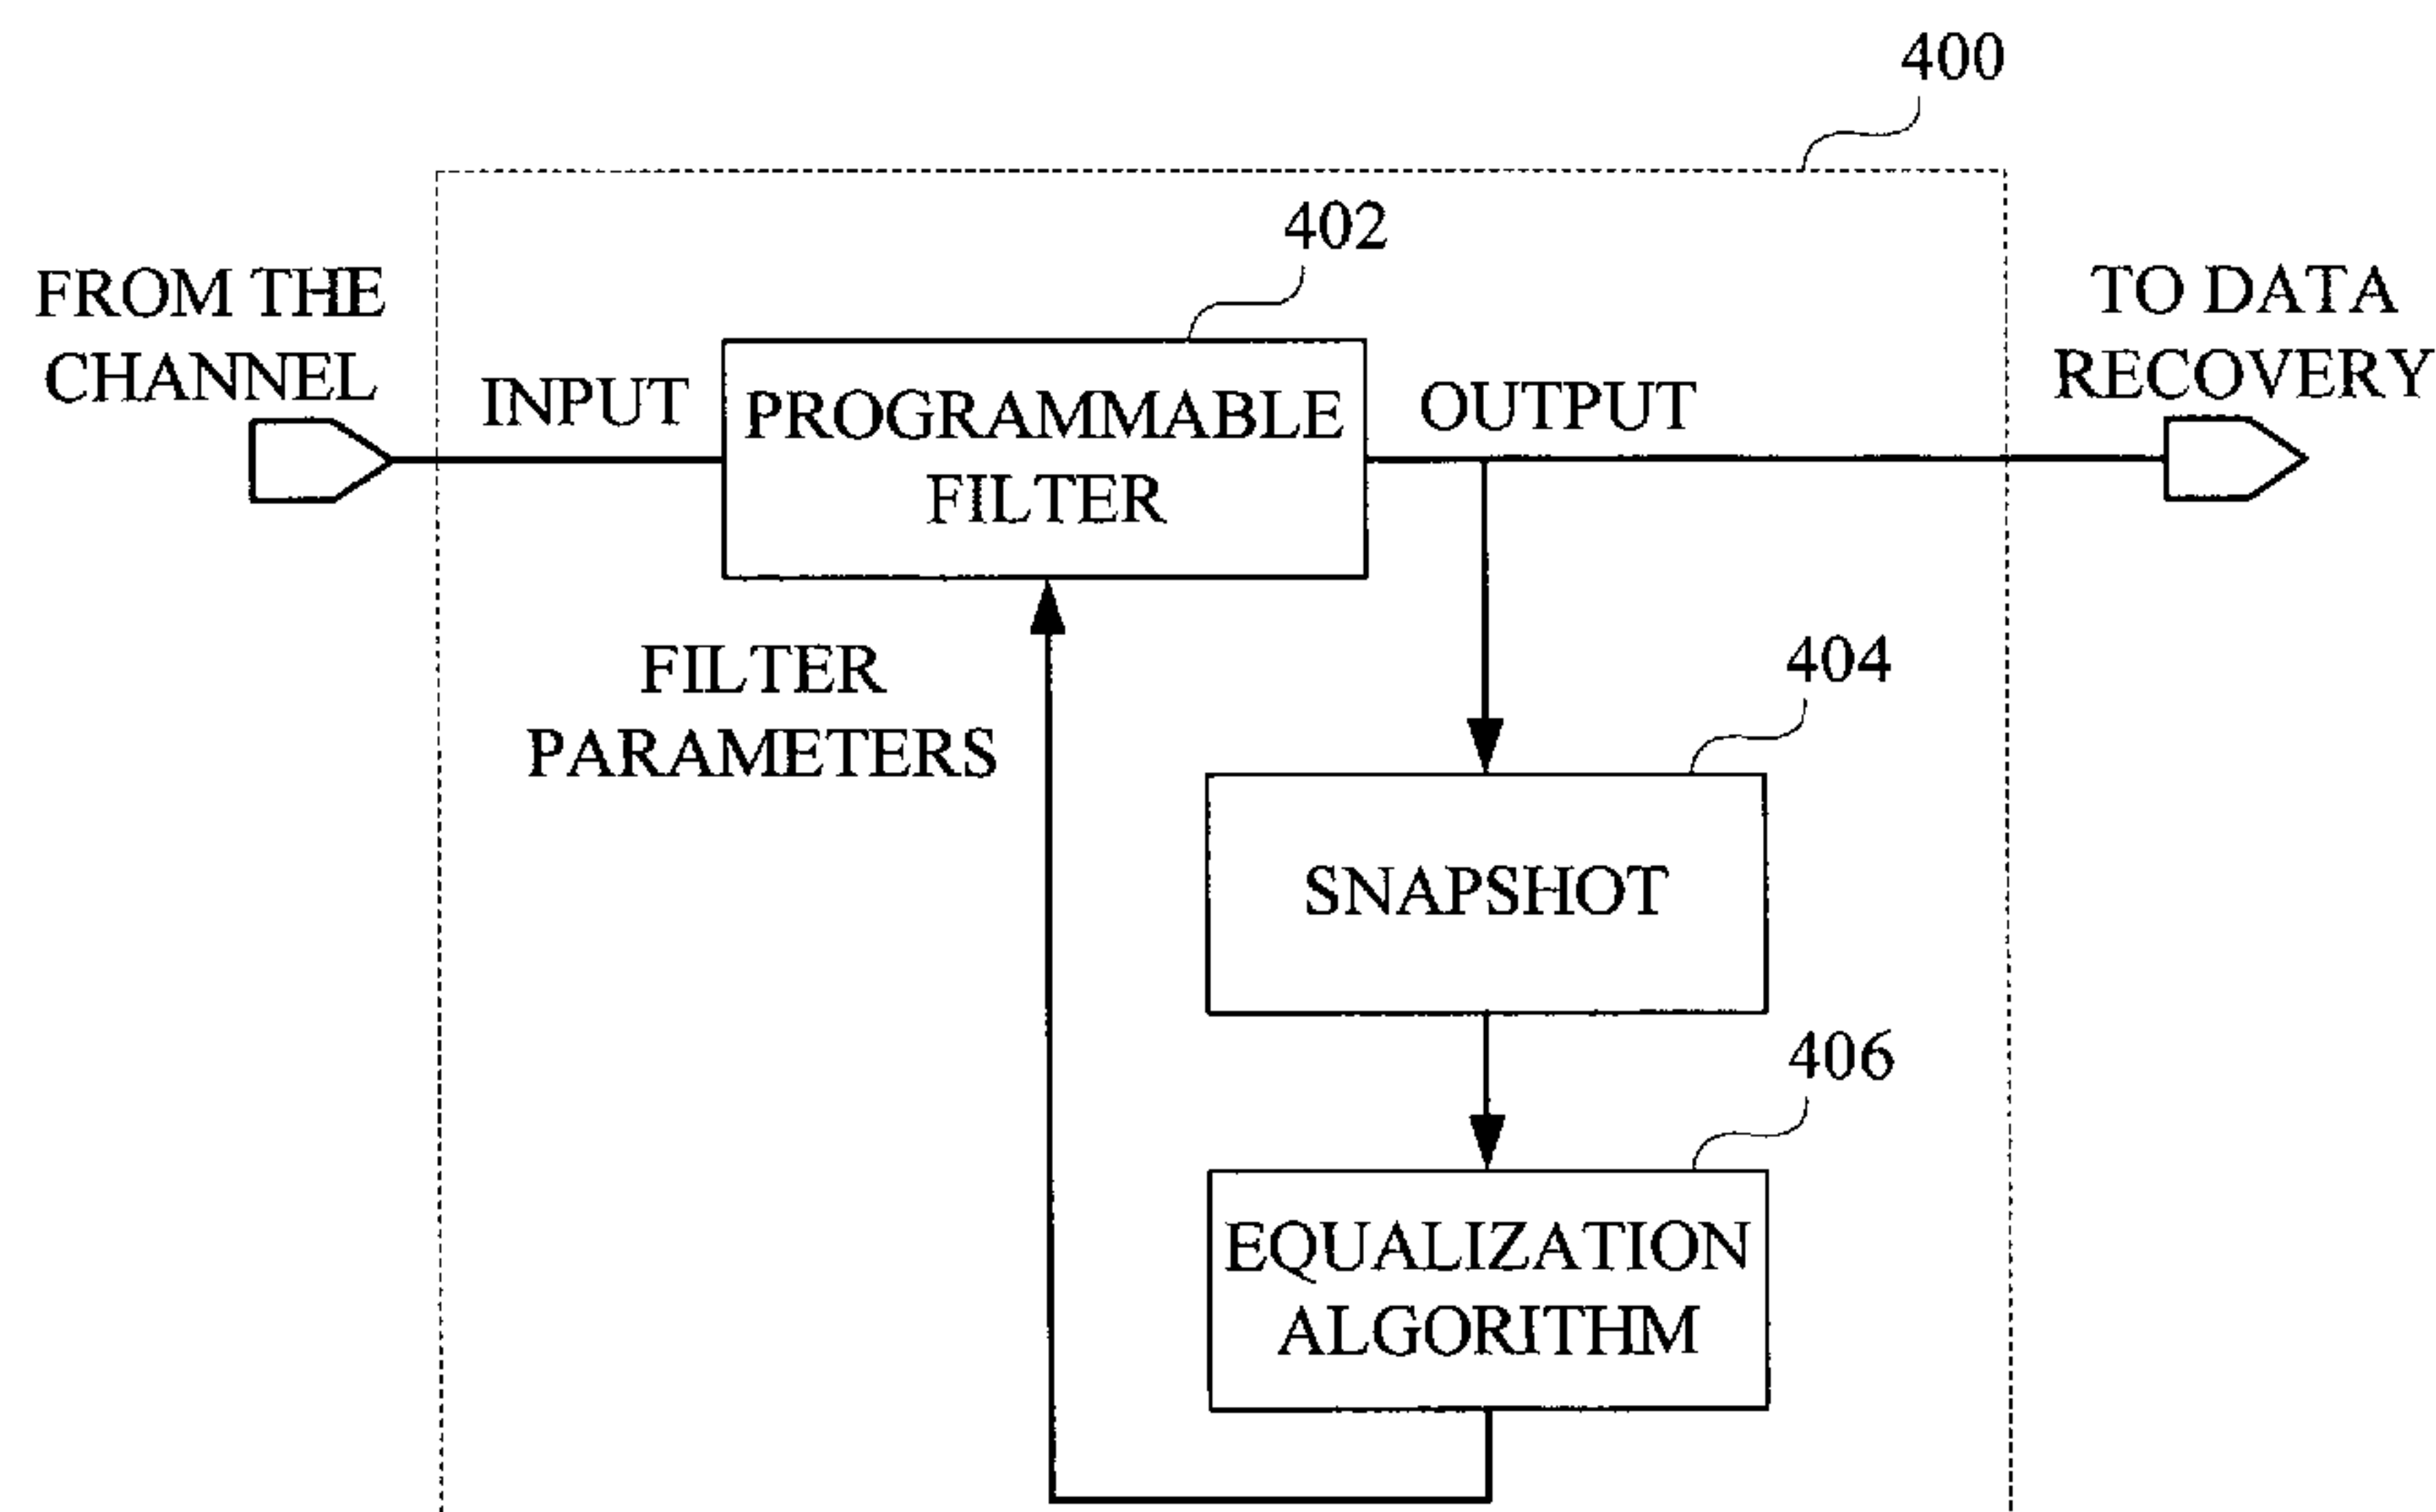 400
402
FROM THE
CHANNEL
INPUT
PROGRAMMABLE
FILTER
OUTPUT
TO DATA
RECOVERY
FILTER
PARAMETERS
404
SNAPSHOT
406
EQUALIZATION
ALGORITHM